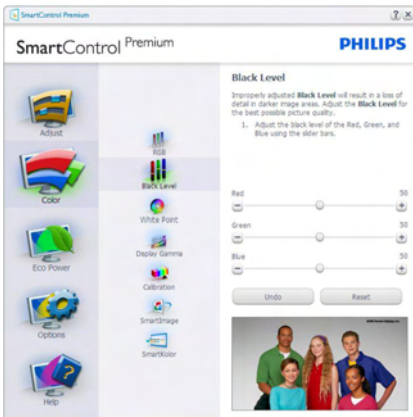 SmartControl Premium
SmartControl Premium
PHILIPS
Adjust
Color
Eco Power
Options
Help
RGB
Black Level
White Point
Display Gamma
Calibration
SmartImage
SmartKolor
Black Level
Improperly adjusted Black Level will result in a loss of
detail in darker image areas. Adjust the Black Level for
the best possible picture quality.
1. Adjust the black level of the Red, Green, and
Blue using the slider bars.
Red 50
Green 50
Blue 50
Undo Reset